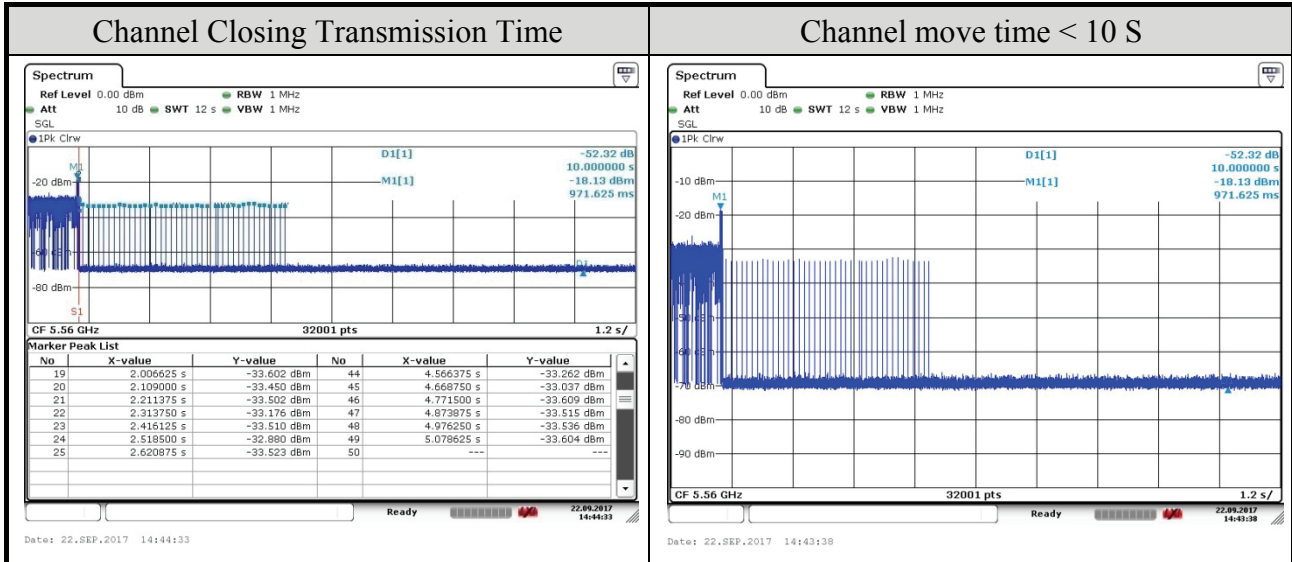 Channel Closing Transmission Time
Channel move time < 10 S
Spectrum
Ref Level 0.00 dBm RBW 1 MHz
Att 10 dB SWT 12 s VBW 1 MHz
SGL
1Pk Clrw
D1[1] -52.32 dB
10.000000 s
M1[1] -18.13 dBm
971.625 ms
M1
-20 dBm
-80 dBm
D1
S1
CF 5.56 GHz 32001 pts 1.2 s/
Marker Peak List
No X-value Y-value No X-value Y-value
19 2.006625 s -33.602 dBm 44 4.566375 s -33.262 dBm
20 2.109000 s -33.450 dBm 45 4.668750 s -33.037 dBm
21 2.211375 s -33.502 dBm 46 4.771500 s -33.609 dBm
22 2.313750 s -33.176 dBm 47 4.873875 s -33.515 dBm
23 2.416125 s -33.510 dBm 48 4.976250 s -33.536 dBm
24 2.518500 s -32.880 dBm 49 5.078625 s -33.604 dBm
25 2.620875 s -33.523 dBm 50 --- ---
Ready 22.09.2017
14:44:33
Date: 22.SEP.2017 14:44:33
Spectrum
Ref Level 0.00 dBm RBW 1 MHz
Att 10 dB SWT 12 s VBW 1 MHz
SGL
1Pk Clrw
D1[1] -52.32 dB
10.000000 s
-10 dBm M1[1] -18.13 dBm
971.625 ms
M1
-20 dBm
-70 dBm
-80 dBm
-90 dBm
CF 5.56 GHz 32001 pts 1.2 s/
Ready 22.09.2017
14:43:38
Date: 22.SEP.2017 14:43:38